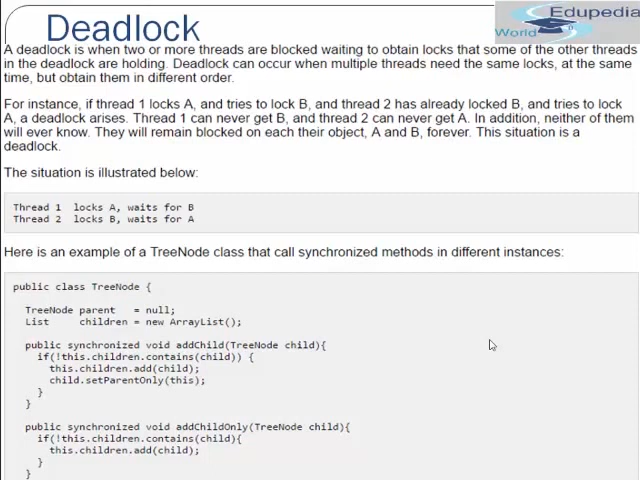 Deadlock
Edupedia
World
A deadlock is when two or more threads are blocked waiting to obtain locks that some of the other threads
in the deadlock are holding. Deadlock can occur when multiple threads need the same locks, at the same
time, but obtain them in different order.
For instance, if thread 1 locks A, and tries to lock B, and thread 2 has already locked B, and tries to lock
A, a deadlock arises. Thread 1 can never get B, and thread 2 can never get A. In addition, neither of them
will ever know. They will remain blocked on each their object, A and B, forever. This situation is a
deadlock.
The situation is illustrated below:
Thread 1  locks A, waits for B
Thread 2  locks B, waits for A
Here is an example of a TreeNode class that call synchronized methods in different instances:
public class TreeNode {
TreeNode parent   = null;
List     children = new ArrayList();
public synchronized void addChild(TreeNode child){
if(!this.children.contains(child)) {
this.children.add(child);
child.setParentOnly(this);
}
}
public synchronized void addChildOnly(TreeNode child){
if(!this.children.contains(child){
this.children.add(child);
}
}